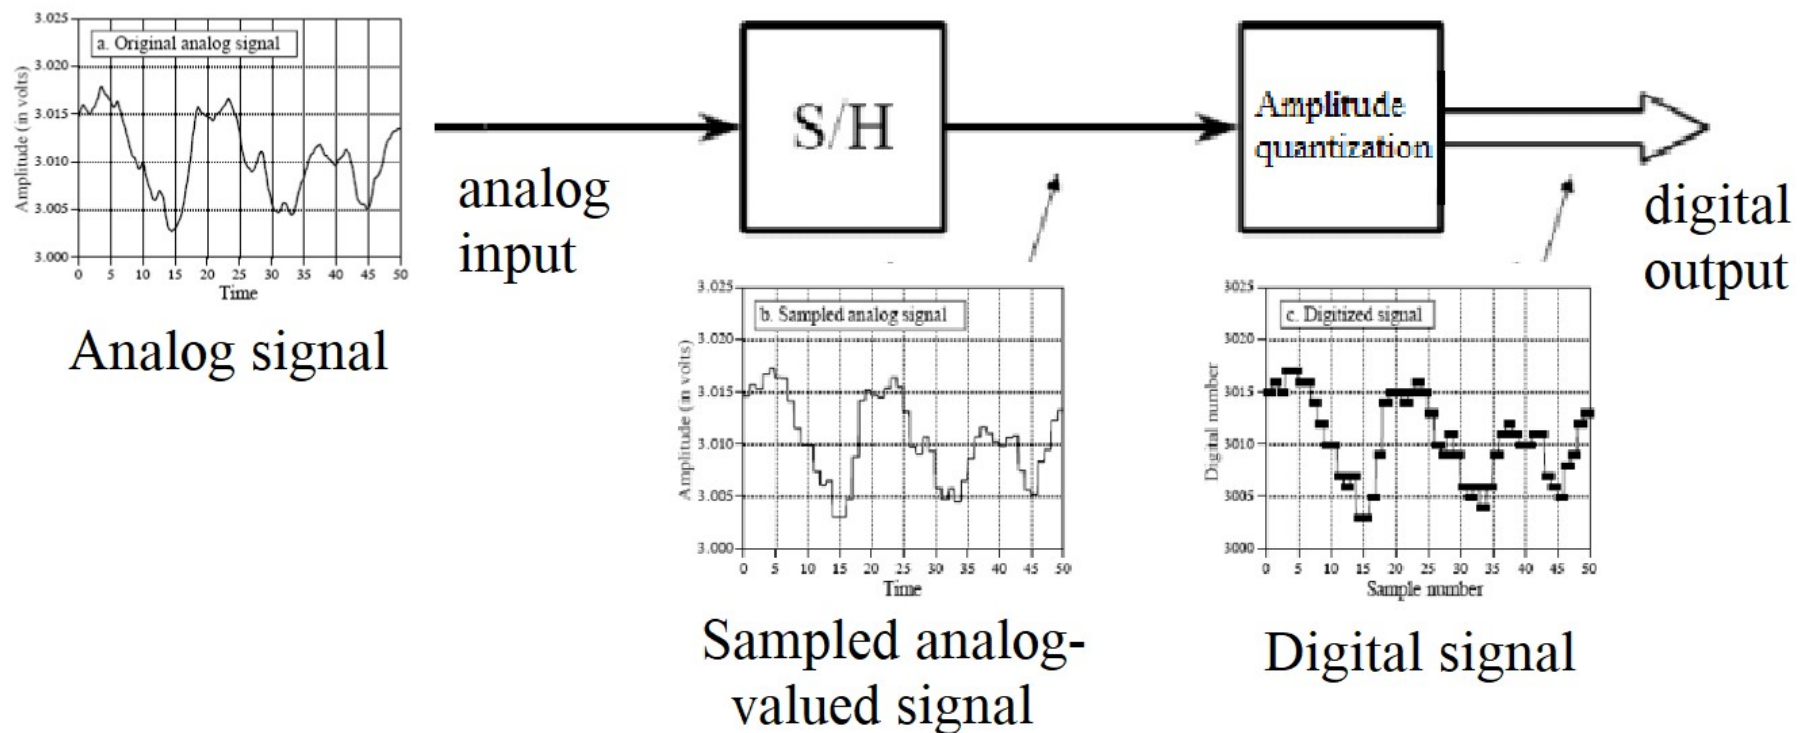 3.025
a. Original analog signal
3.020
3.015
3.010
3.005
3.000
Amplitude (in volts)
0 5 10 15 20 25 30 35 40 45 50
Time
Analog signal
analog
input
S/H
Amplitude
quantization
digital
output
3.025
b. Sampled analog signal
3.020
3.015
3.010
3.005
3.000
Amplitude (in volts)
0 5 10 15 20 25 30 35 40 45 50
Time
Sampled analog-
valued signal
3025
c. Digitized signal
3020
3015
3010
3005
3000
Digital number
0 5 10 15 20 25 30 35 40 45 50
Sample number
Digital signal